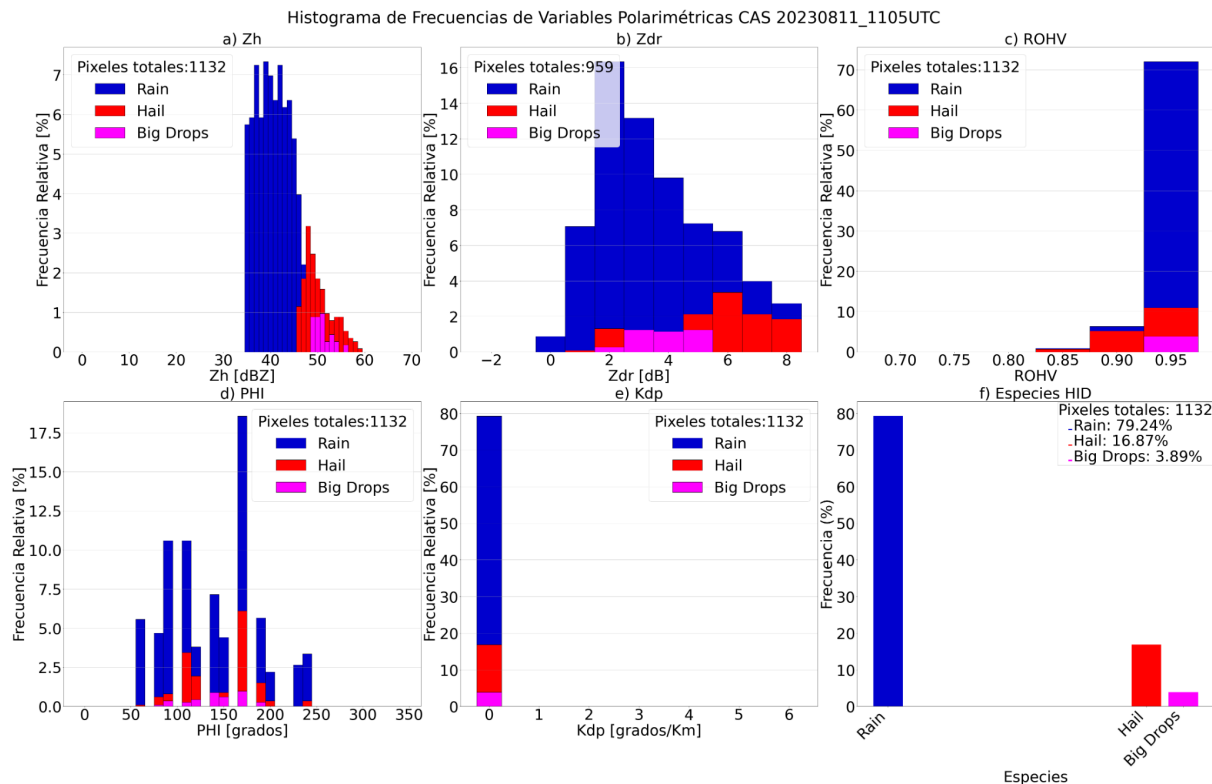 Histograma de Frecuencias de Variables Polarimétricas CAS 20230811_1105UTC
a) Zh
Pixeles totales:1132
Rain
Hail
Big Drops
Frecuencia Relativa [%]
7
6
5
4
3
2
1
0
0 10 20 30 40 50 60 70
Zh [dBZ]
b) Zdr
Pixeles totales:959
Rain
Hail
Big Drops
Frecuencia Relativa [%]
16
14
12
10
8
6
4
2
0
−2 0 2 4 6 8
Zdr [dB]
c) ROHV
Pixeles totales:1132
Rain
Hail
Big Drops
Frecuencia Relativa [%]
70
60
50
40
30
20
10
0
0.70 0.75 0.80 0.85 0.90 0.95
ROHV
d) PHI
Pixeles totales:1132
Rain
Hail
Big Drops
Frecuencia Relativa [%]
17.5
15.0
12.5
10.0
7.5
5.0
2.5
0.0
0 50 100 150 200 250 300 350
PHI [grados]
e) Kdp
Pixeles totales:1132
Rain
Hail
Big Drops
Frecuencia Relativa [%]
80
70
60
50
40
30
20
10
0
0 1 2 3 4 5 6
Kdp [grados/Km]
f) Especies HID
Pixeles totales: 1132
Rain: 79.24%
Hail: 16.87%
Big Drops: 3.89%
Frecuencia (%)
80
70
60
50
40
30
20
10
0
Rain
Hail
Big Drops
Especies